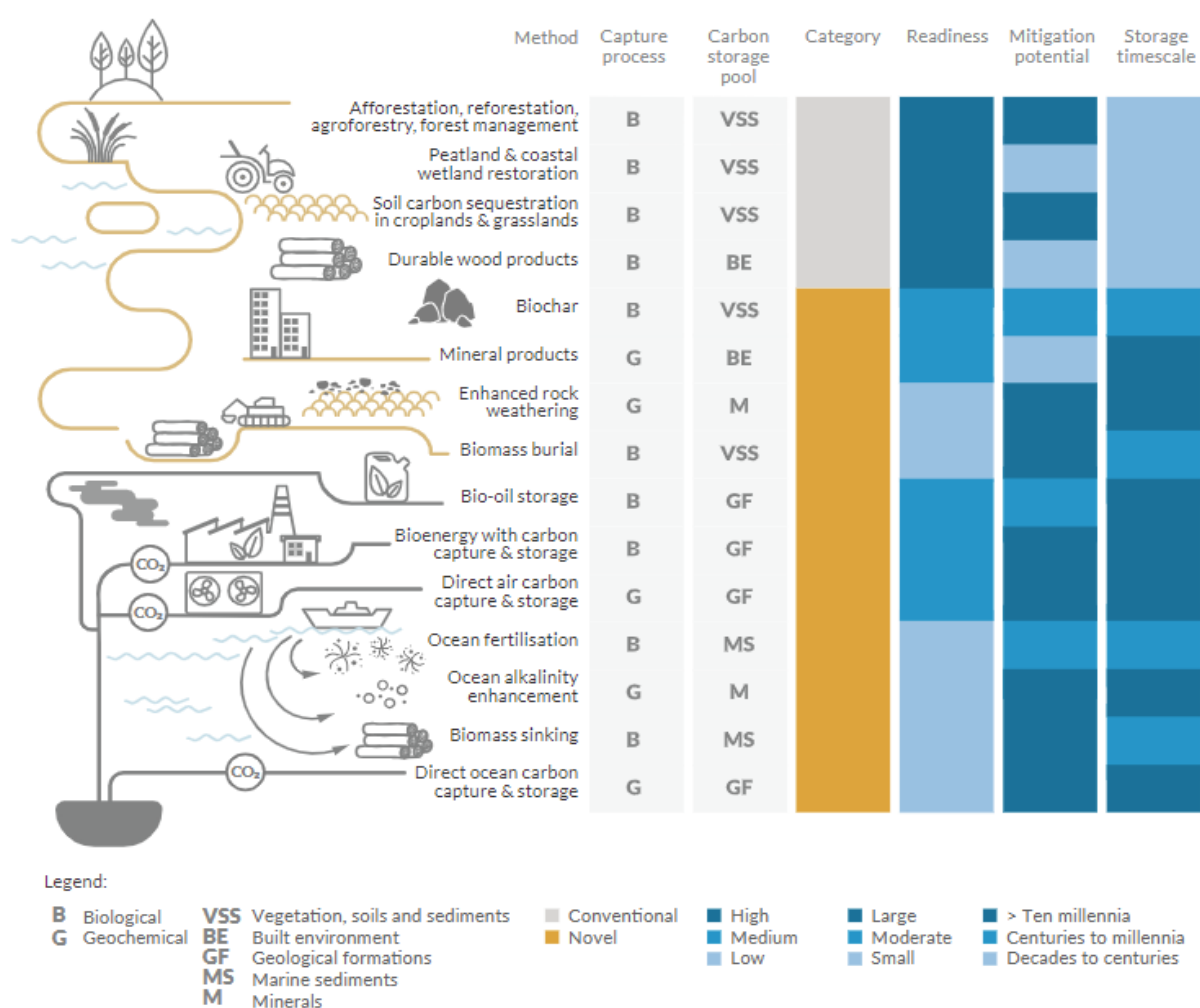 Method Capture process Carbon storage pool Category Readiness Mitigation potential Storage timescale
Afforestation, reforestation,
agroforestry, forest management B VSS
Peatland & coastal
wetland restoration B VSS
Soil carbon sequestration
in croplands & grasslands B VSS
Durable wood products B BE
Biochar B VSS
Mineral products G BE
Enhanced rock
weathering G M
Biomass burial B VSS
Bio-oil storage B GF
Bioenergy with carbon
capture & storage B GF
CO₂
Direct air carbon
capture & storage G GF
CO₂
Ocean fertilisation B MS
Ocean alkalinity
enhancement G M
Biomass sinking B MS
Direct ocean carbon
capture & storage G GF
CO₂
Legend:
B Biological
G Geochemical
VSS Vegetation, soils and sediments
BE Built environment
GF Geological formations
MS Marine sediments
M Minerals
Conventional
Novel
High
Medium
Low
Large
Moderate
Small
> Ten millennia
Centuries to millennia
Decades to centuries